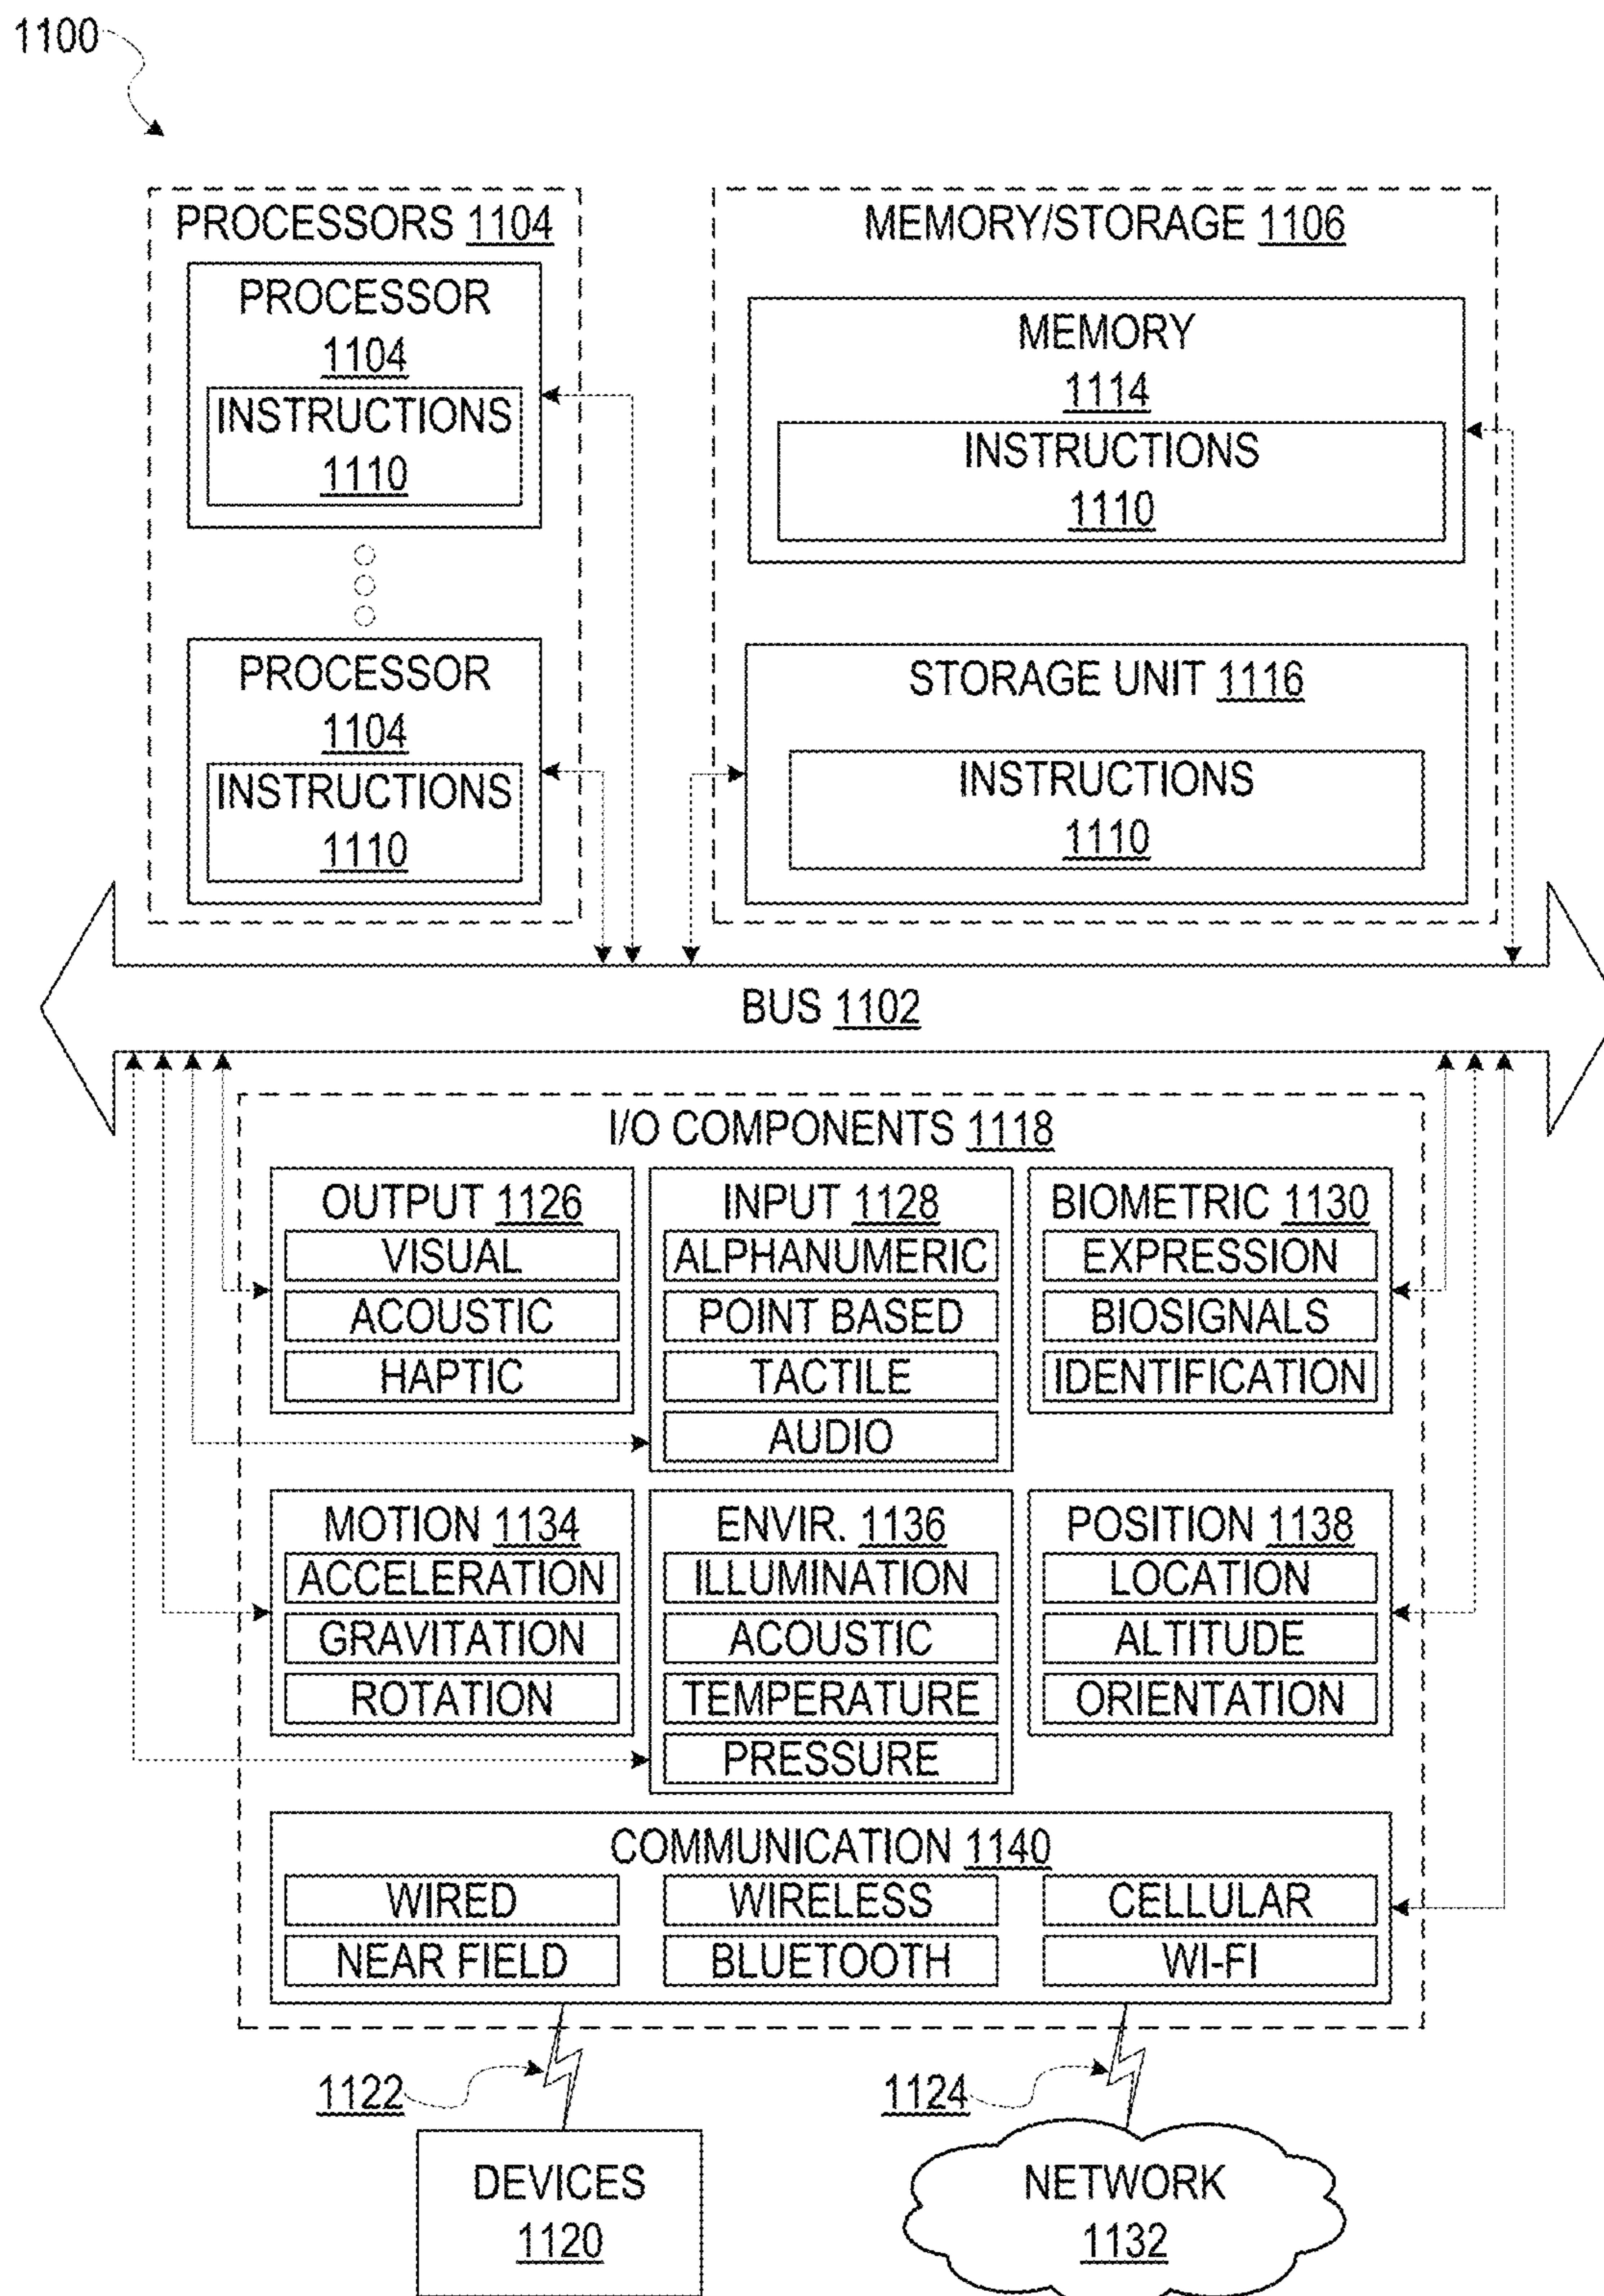 1100
PROCESSORS 1104
PROCESSOR
1104
INSTRUCTIONS
1110
PROCESSOR
1104
INSTRUCTIONS
1110
MEMORY/STORAGE 1106
MEMORY
1114
INSTRUCTIONS
1110
STORAGE UNIT 1116
INSTRUCTIONS
1110
BUS 1102
I/O COMPONENTS 1118
OUTPUT 1126
VISUAL
ACOUSTIC
HAPTIC
INPUT 1128
ALPHANUMERIC
POINT BASED
TACTILE
AUDIO
BIOMETRIC 1130
EXPRESSION
BIOSIGNALS
IDENTIFICATION
MOTION 1134
ACCELERATION
GRAVITATION
ROTATION
ENVIR. 1136
ILLUMINATION
ACOUSTIC
TEMPERATURE
PRESSURE
POSITION 1138
LOCATION
ALTITUDE
ORIENTATION
COMMUNICATION 1140
WIRED
WIRELESS
CELLULAR
NEAR FIELD
BLUETOOTH
WI-FI
1122
1124
DEVICES
1120
NETWORK
1132